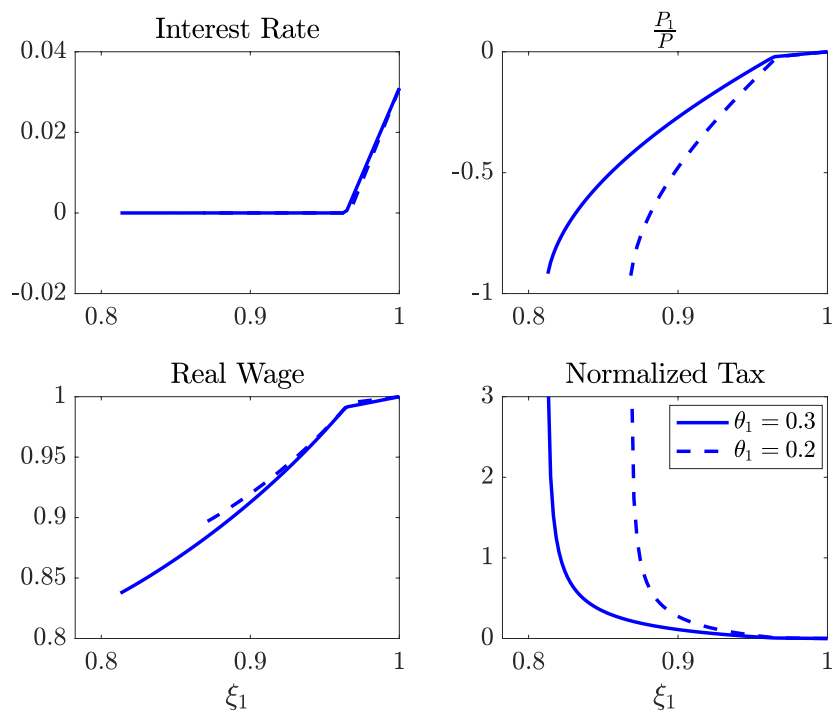 Interest Rate
0.04
0.02
0
-0.02
0.8 0.9 1
P₁/P
0
-0.5
-1
0.8 0.9 1
Real Wage
1
0.95
0.9
0.85
0.8
0.8 0.9 1
ξ₁
Normalized Tax
3
2
1
0
θ₁ = 0.3
θ₁ = 0.2
0.8 0.9 1
ξ₁